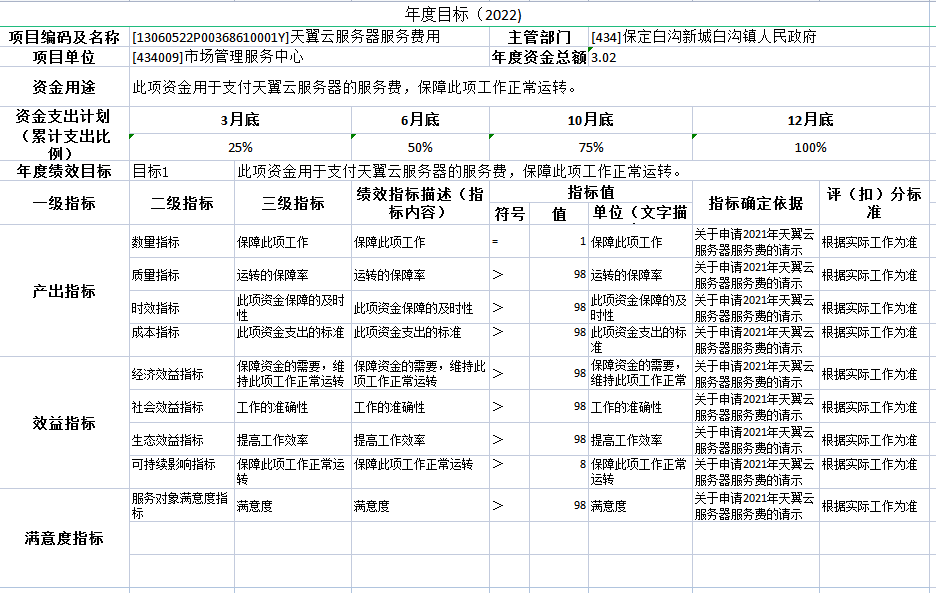 年度目标（2022)
项目编码及名称 [13060522P00368610001Y]天翼云服务器服务费用 主管部门 [434]保定白沟新城白沟镇人民政府
项目单位 [434009]市场管理服务中心 年度资金总额 3.02
资金用途 此项资金用于支付天翼云服务器的服务费，保障此项工作正常运转。
资金支出计划
（累计支出比
例）
3月底 6月底 10月底 12月底
25% 50% 75% 100%
年度绩效目标 目标1 此项资金用于支付天翼云服务器的服务费，保障此项工作正常运转。
一级指标 二级指标 三级指标
绩效指标描述（指
标内容）
指标值
符号 值 单位（文字描
指标确定依据
评（扣）分标
准
产出指标
数量指标 保障此项工作 保障此项工作 = 1 保障此项工作
关于申请2021年天翼云
服务器服务费的请示
根据实际工作为准
质量指标 运转的保障率 运转的保障率 ＞ 98 运转的保障率
关于申请2021年天翼云
服务器服务费的请示
根据实际工作为准
时效指标
此项资金保障的及时
性
此项资金保障的及时性 ＞ 98
此项资金保障的及
时性
关于申请2021年天翼云
服务器服务费的请示
根据实际工作为准
成本指标 此项资金支出的标准 此项资金支出的标准 ＞ 98
此项资金支出的标
准
关于申请2021年天翼云
服务器服务费的请示
根据实际工作为准
效益指标
经济效益指标
保障资金的需要，维
持此项工作正常运转
保障资金的需要，维持此
项工作正常运转
＞ 98
保障资金的需要，
维持此项工作正常
关于申请2021年天翼云
服务器服务费的请示
根据实际工作为准
社会效益指标 工作的准确性 工作的准确性 ＞ 98 工作的准确性
关于申请2021年天翼云
服务器服务费的请示
根据实际工作为准
生态效益指标 提高工作效率 提高工作效率 ＞ 98 提高工作效率
关于申请2021年天翼云
服务器服务费的请示
根据实际工作为准
可持续影响指标
保障此项工作正常运
转
保障此项工作正常运转 ＞ 8
保障此项工作正常
运转
关于申请2021年天翼云
服务器服务费的请示
根据实际工作为准
满意度指标
服务对象满意度指
标
满意度 满意度 ＞ 98 满意度
关于申请2021年天翼云
服务器服务费的请示
根据实际工作为准